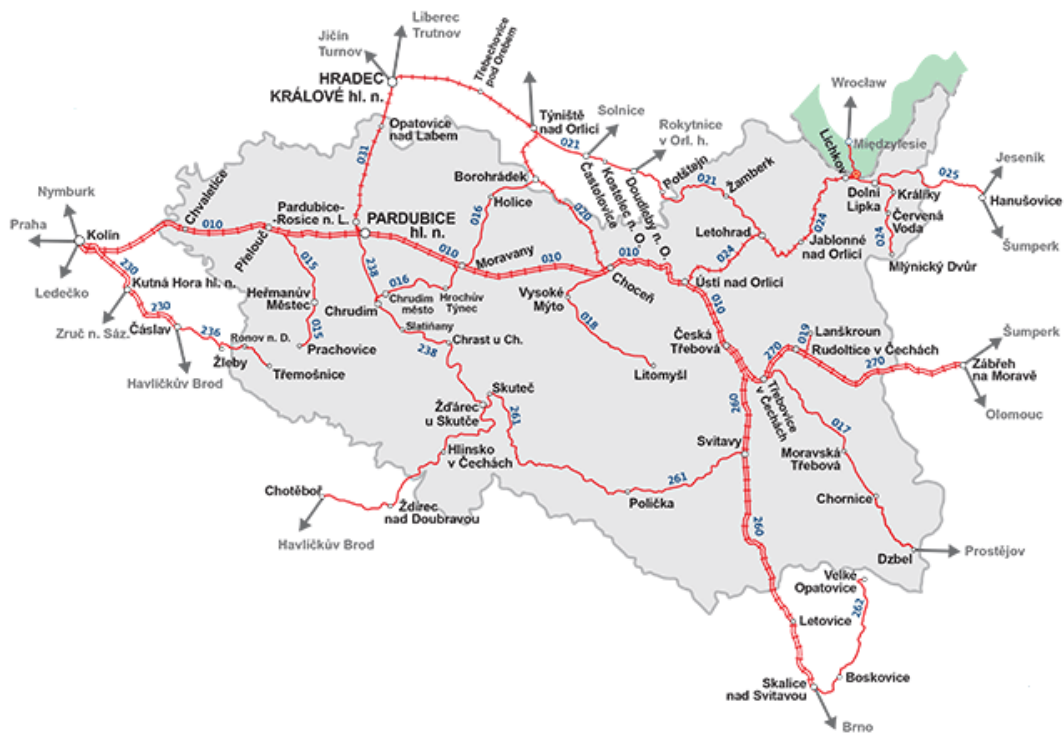 Liberec
Trutnov
Jičín
Turnov
HRADEC
KRÁLOVÉ hl. n.
Třebechovice
pod Orebem
Opatovice
nad Labem
031
Týniště
nad Orlicí
Solnice
021
Rokytnice
v Orl. h.
Wrocław
Międzylesie
Lichkov
Jeseník
025
Hanušovice
Šumperk
Dolní
Lipka
Králíky
Červená
Voda
024
Mlýnický Dvůr
Častolovice
Kostelec n. O.
Doudleby n. O.
Potštejn
021
Žamberk
Letohrad
024
Jablonné
nad Orlicí
024
Ústí nad Orlicí
Borohrádek
Holice
016
020
Nymburk
Praha
Kolín
Ledečko
Chvaletice
010
Pardubice-
-Rosice n. L.
PARDUBICE
hl. n.
Přelouč
010
Moravany
010
Choceň
010
010
230
Kutná Hora hl. n.
Zruč n. Sáz.
230
Čáslav
236
Havlíčkův Brod
Žleby
Ronov n. D.
Třemošnice
015
Heřmanův
Městec
015
Prachovice
238
016
Chrudim
Chrudim
město
Hrochův
Týnec
Slatiňany
238
Chrast u Ch.
Vysoké
Mýto
018
Litomyšl
Česká
Třebová
019
Lanškroun
Rudoltice v Čechách
270
270
Šumperk
Zábřeh
na Moravě
Olomouc
Třebovice
v Čechách
260
017
Skuteč
Žďárec
u Skutče
261
Hlinsko
v Čechách
Svitavy
261
Polička
Moravská
Třebová
Chornice
Chotěboř
Ždírec
nad Doubravou
Havlíčkův Brod
260
Dzbel
Prostějov
Velké
Opatovice
262
Letovice
Boskovice
Skalice
nad Svitavou
Brno